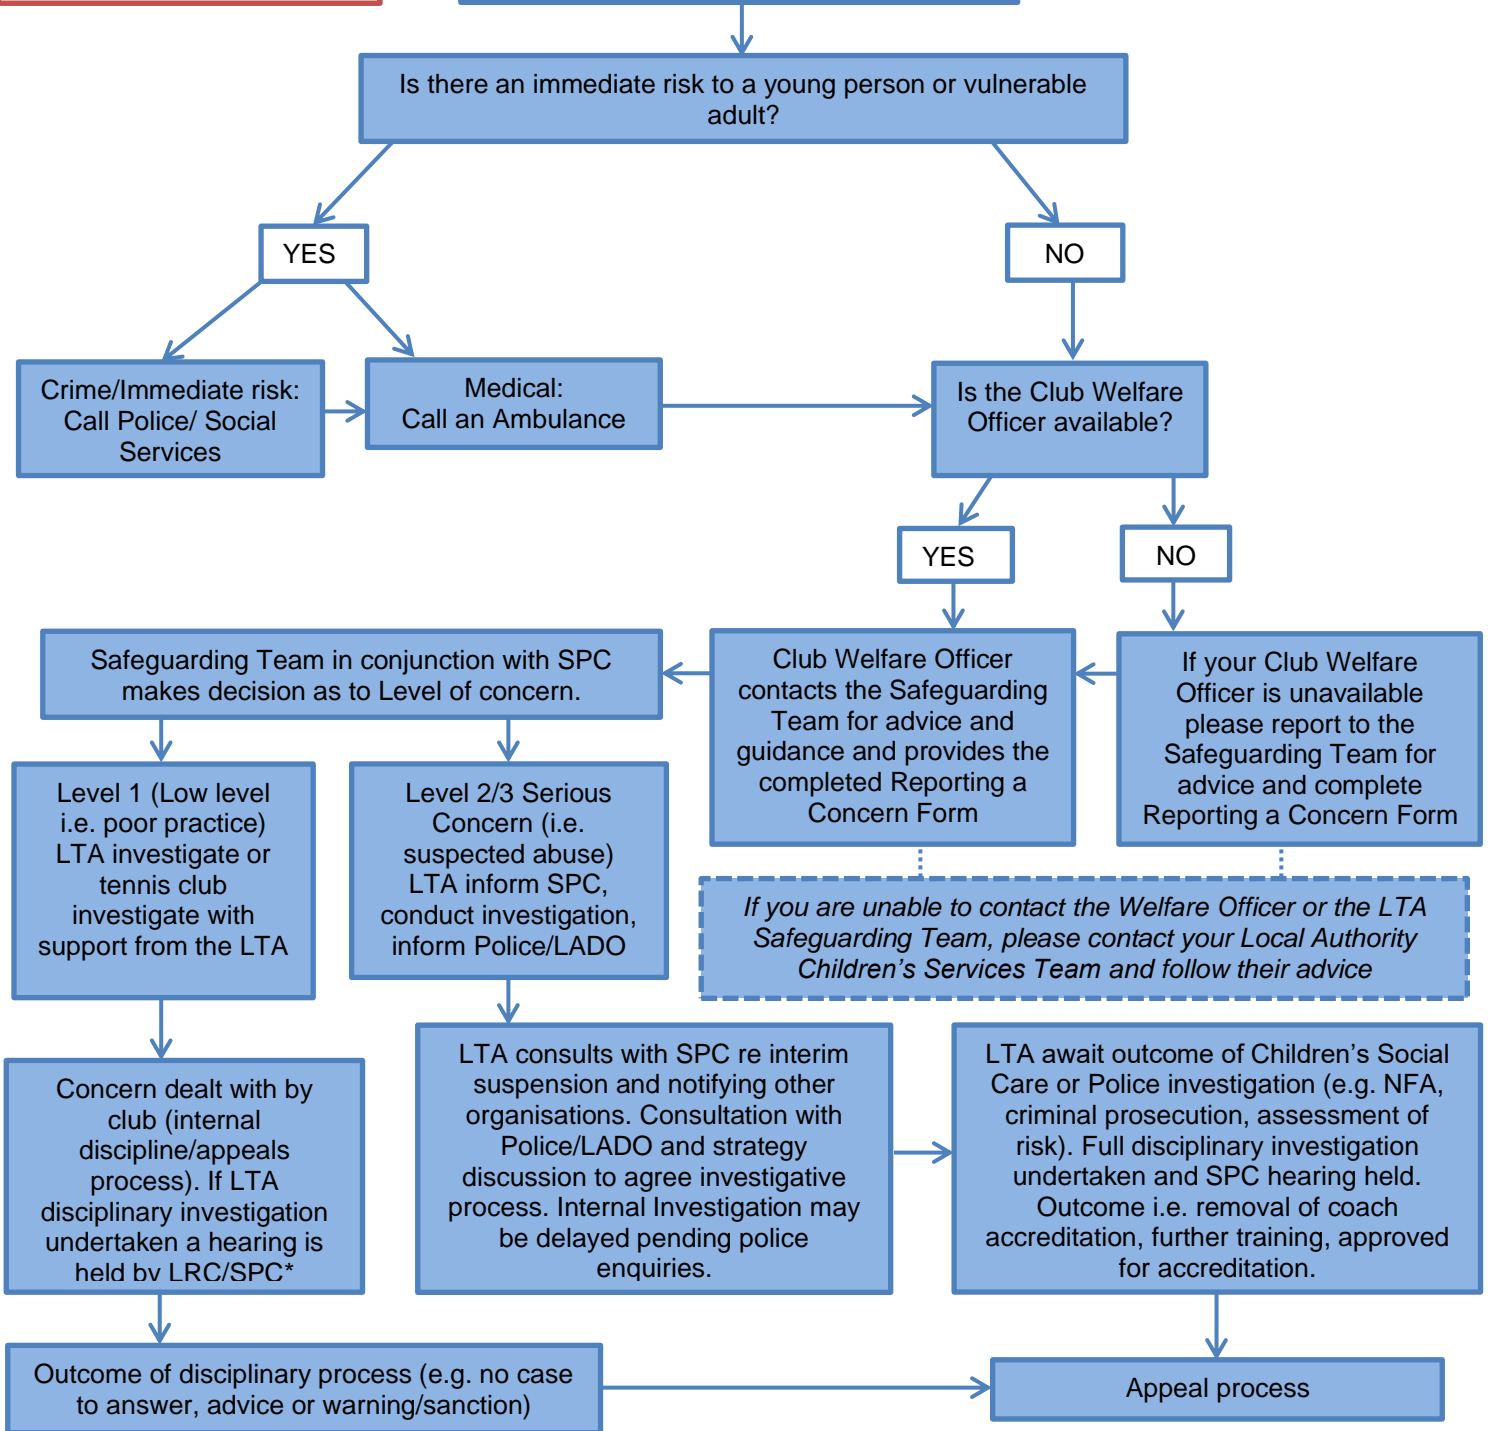 Is there an immediate risk to a young person or vulnerable
adult?
YES
NO
Crime/Immediate risk:
Call Police/ Social
Services
Medical:
Call an Ambulance
Is the Club Welfare
Officer available?
YES
NO
Safeguarding Team in conjunction with SPC
makes decision as to Level of concern.
Club Welfare Officer
contacts the Safeguarding
Team for advice and
guidance and provides the
completed Reporting a
Concern Form
If your Club Welfare
Officer is unavailable
please report to the
Safeguarding Team for
advice and complete
Reporting a Concern Form
Level 1 (Low level
i.e. poor practice)
LTA investigate or
tennis club
investigate with
support from the LTA
Level 2/3 Serious
Concern (i.e.
suspected abuse)
LTA inform SPC,
conduct investigation,
inform Police/LADO
If you are unable to contact the Welfare Officer or the LTA
Safeguarding Team, please contact your Local Authority
Children’s Services Team and follow their advice
Concern dealt with by
club (internal
discipline/appeals
process). If LTA
disciplinary investigation
undertaken a hearing is
held by LRC/SPC*
LTA consults with SPC re interim
suspension and notifying other
organisations. Consultation with
Police/LADO and strategy
discussion to agree investigative
process. Internal Investigation may
be delayed pending police
enquiries.
LTA await outcome of Children’s Social
Care or Police investigation (e.g. NFA,
criminal prosecution, assessment of
risk). Full disciplinary investigation
undertaken and SPC hearing held.
Outcome i.e. removal of coach
accreditation, further training, approved
for accreditation.
Outcome of disciplinary process (e.g. no case
to answer, advice or warning/sanction)
Appeal process